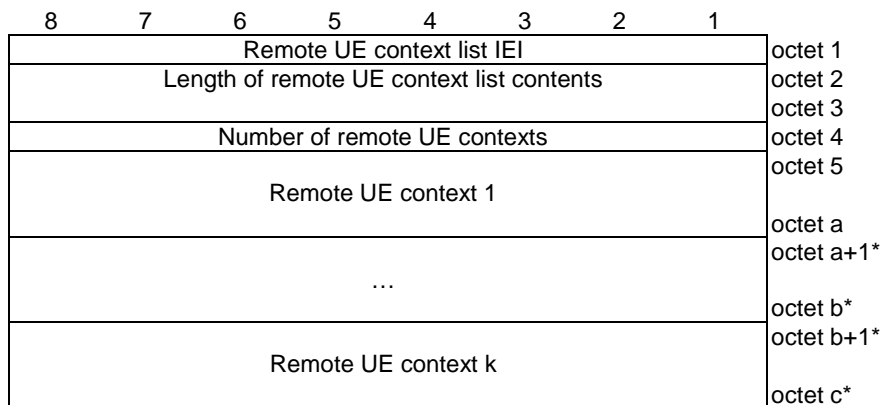 8 7 6 5 4 3 2 1
Remote UE context list IEI octet 1
Length of remote UE context list contents octet 2
octet 3
Number of remote UE contexts octet 4
octet 5
Remote UE context 1
octet a
octet a+1*
…
octet b*
octet b+1*
Remote UE context k
octet c*